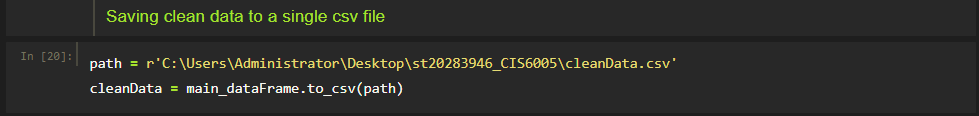 Saving clean data to a single csv file
In [20]:
path = r'C:\Users\Administrator\Desktop\st20283946_CIS6005\cleanData.csv'
cleanData = main_dataFrame.to_csv(path)